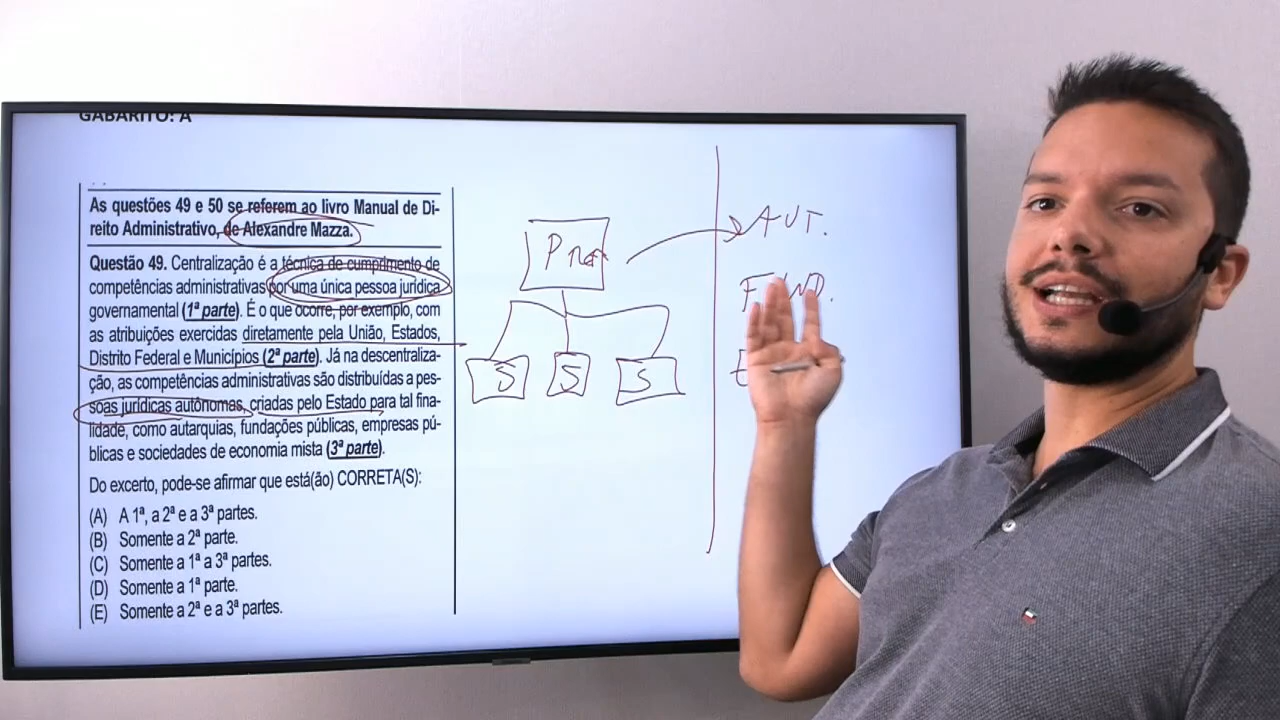 GABARITO: A
As questões 49 e 50 se referem ao livro Manual de Di-
reito Administrativo, de Alexandre Mazza.
Questão 49. Centralização é a técnica de cumprimento de
competências administrativas por uma única pessoa jurídica
governamental (1ª parte). É o que ocorre, por exemplo, com
as atribuições exercidas diretamente pela União, Estados,
Distrito Federal e Municípios (2ª parte). Já na descentraliza-
ção, as competências administrativas são distribuídas a pes-
soas jurídicas autônomas, criadas pelo Estado para tal fina-
lidade, como autarquias, fundações públicas, empresas pú-
blicas e sociedades de economia mista (3ª parte).
Do excerto, pode-se afirmar que está(ão) CORRETA(S):
(A) A 1ª, a 2ª e a 3ª partes.
(B) Somente a 2ª parte.
(C) Somente a 1ª a 3ª partes.
(D) Somente a 1ª parte.
(E) Somente a 2ª e a 3ª partes.
Pref
S S S
AUT.